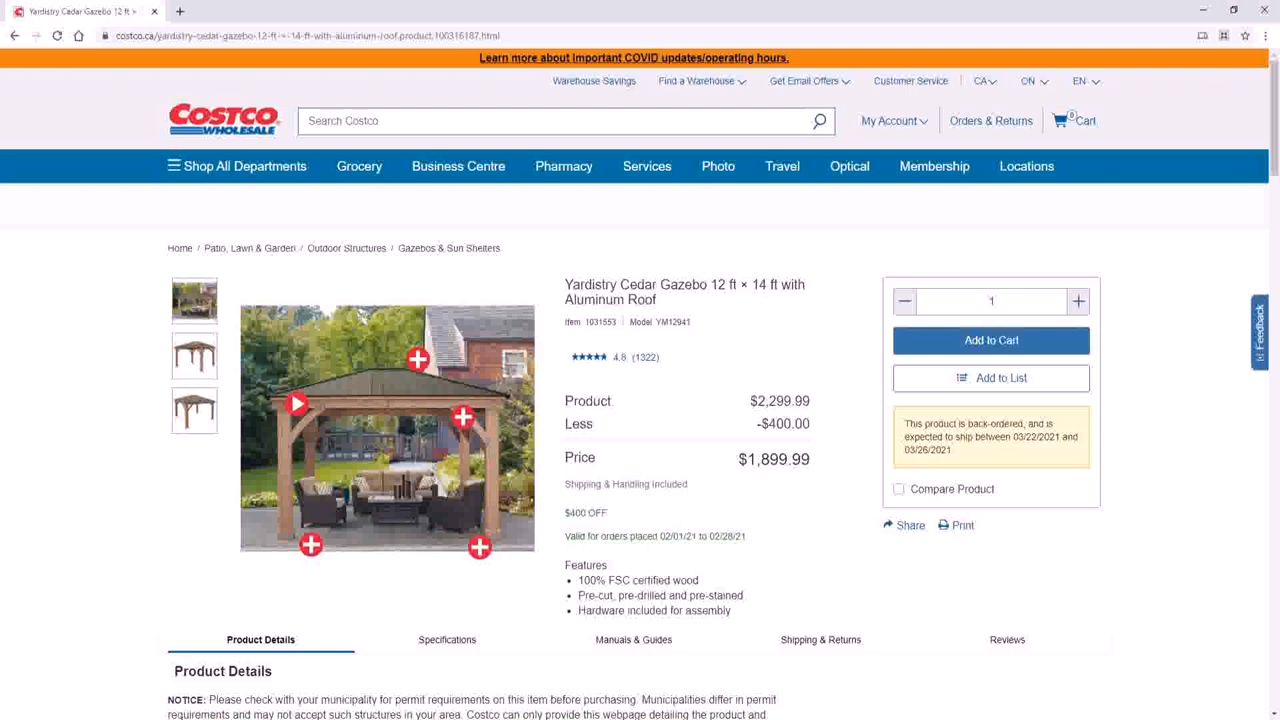 Yardistry Cedar Gazebo 12 ft ×
costco.ca/yardistry-cedar-gazebo-12-ft-×-14-ft-with-aluminum-roof.product.100316187.html
Learn more about Important COVID updates/operating hours.
Warehouse Savings Find a Warehouse Get Email Offers Customer Service CA ON EN
COSTCO WHOLESALE
Search Costco
My Account Orders & Returns 0 Cart
Shop All Departments Grocery Business Centre Pharmacy Services Photo Travel Optical Membership Locations
Home / Patio, Lawn & Garden / Outdoor Structures / Gazebos & Sun Shelters
Yardistry Cedar Gazebo 12 ft × 14 ft with
Aluminum Roof
Item 1031553 | Model YM12941
4.8 (1322)
Product $2,299.99
Less -$400.00
Price $1,899.99
Shipping & Handling Included
$400 OFF
Valid for orders placed 02/01/21 to 02/28/21
Features
• 100% FSC certified wood
• Pre-cut, pre-drilled and pre-stained
• Hardware included for assembly
1
Add to Cart
Add to List
This product is back-ordered, and is
expected to ship between 03/22/2021 and
03/26/2021.
Compare Product
Share Print
Feedback
Product Details Specifications Manuals & Guides Shipping & Returns Reviews
Product Details
NOTICE: Please check with your municipality for permit requirements on this item before purchasing. Municipalities differ in permit
requirements and may not accept such structures in your area. Costco can only provide this webpage detailing the product and